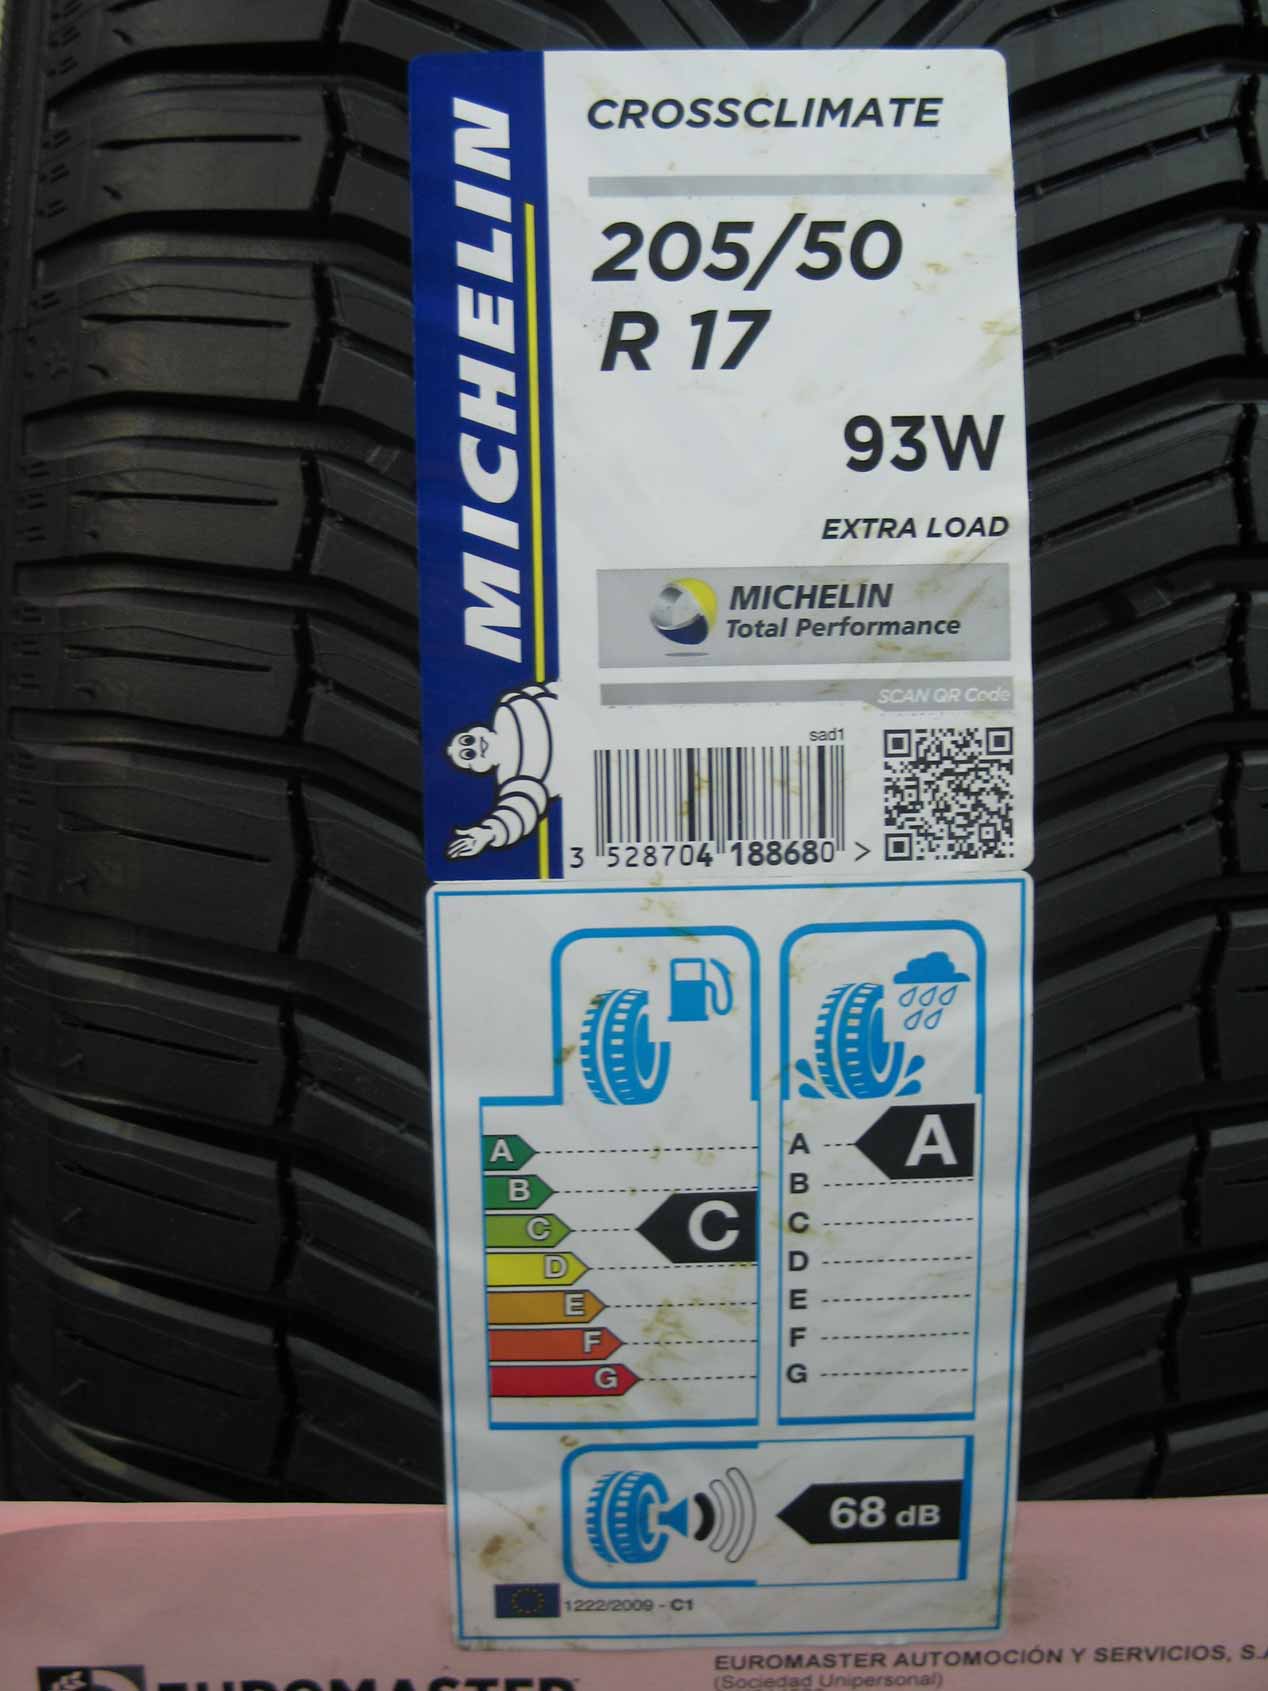 MICHELIN
CROSSCLIMATE
205/50
R 17
93W
EXTRA LOAD
MICHELIN
Total Performance
SCAN QR Code
sad1
3 528704 188680 >
A
B
C
D
E
F
G
C
A
B
C
D
E
F
G
A
68 dB
1222/2009 - C1
EUROMASTER
EUROMASTER AUTOMOCIÓN Y SERVICIOS, S.A
(Sociedad Unipersonal)